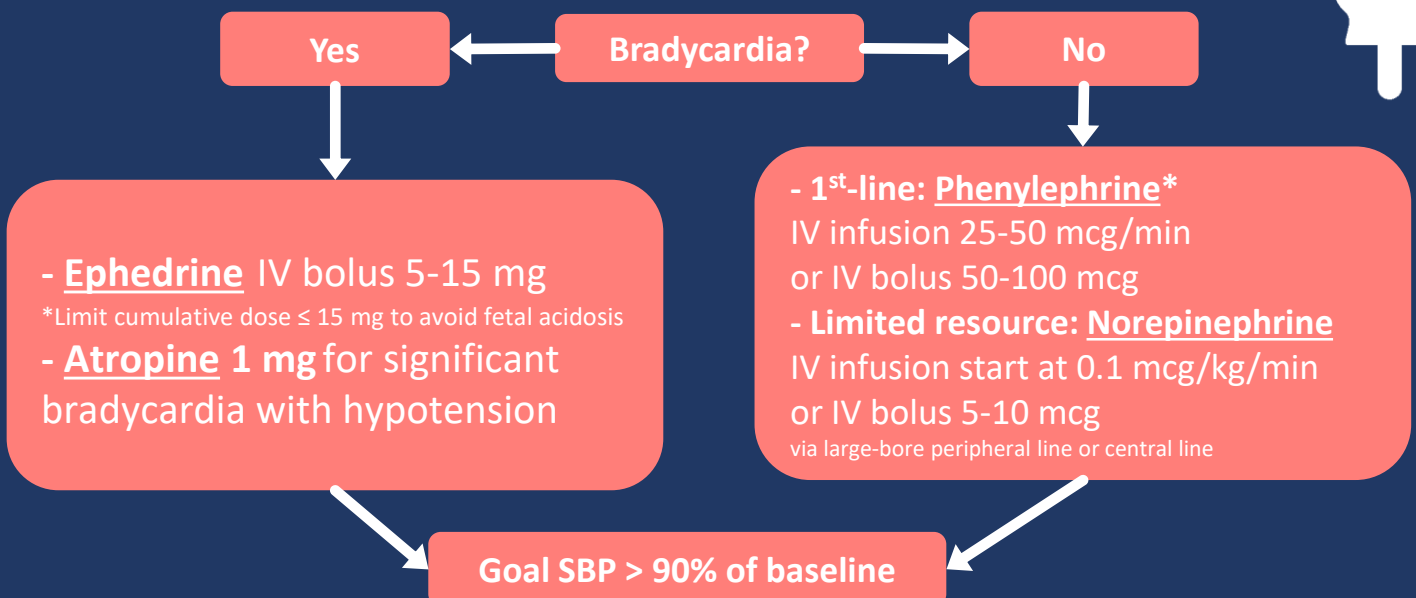 Yes
Bradycardia?
No
- Ephedrine IV bolus 5-15 mg
*Limit cumulative dose ≤ 15 mg to avoid fetal acidosis
- Atropine 1 mg for significant
bradycardia with hypotension
- 1st-line: Phenylephrine*
IV infusion 25-50 mcg/min
or IV bolus 50-100 mcg
- Limited resource: Norepinephrine
IV infusion start at 0.1 mcg/kg/min
or IV bolus 5-10 mcg
via large-bore peripheral line or central line
Goal SBP > 90% of baseline